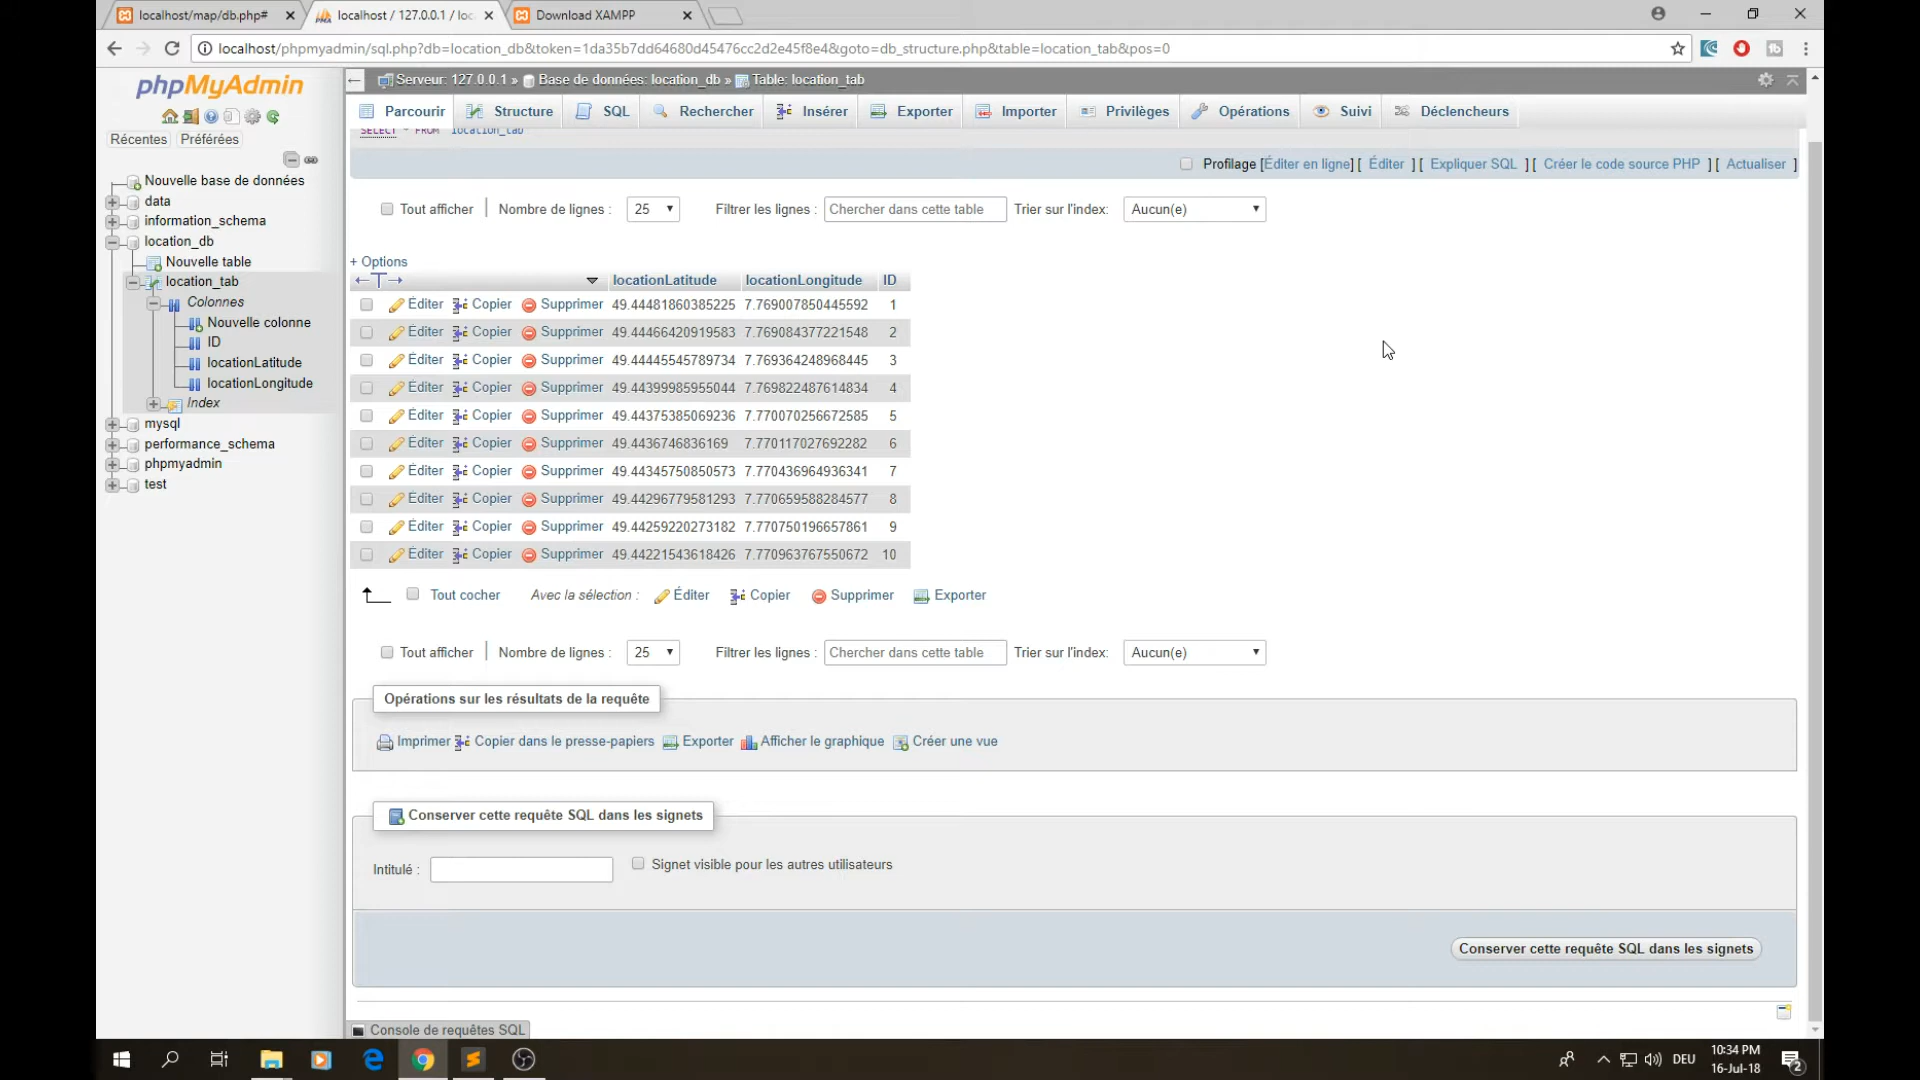 localhost/map/db.php#
localhost / 127.0.0.1 / loc
Download XAMPP
localhost/phpmyadmin/sql.php?db=location_db&token=1da35b7dd64680d45476cc2d2e45f8e4&goto=db_structure.php&table=location_tab&pos=0
phpMyAdmin
Récentes Préférées
Nouvelle base de données
data
information_schema
location_db
Nouvelle table
location_tab
Colonnes
Nouvelle colonne
ID
locationLatitude
locationLongitude
Index
mysql
performance_schema
phpmyadmin
test
Serveur: 127.0.0.1 » Base de données: location_db » Table: location_tab
Parcourir Structure SQL Rechercher Insérer Exporter Importer Privilèges Opérations Suivi Déclencheurs
SELECT * FROM `location_tab`
Profilage [Éditer en ligne] [ Éditer ] [ Expliquer SQL ] [ Créer le code source PHP ] [ Actualiser ]
Tout afficher Nombre de lignes : 25 Filtrer les lignes : Chercher dans cette table Trier sur l'index: Aucun(e)
+ Options
←T→ locationLatitude locationLongitude ID
Éditer Copier Supprimer 49.44481860385225 7.769007850445592 1
Éditer Copier Supprimer 49.44466420919583 7.769084377221548 2
Éditer Copier Supprimer 49.44445545789734 7.769364248968445 3
Éditer Copier Supprimer 49.44399985955044 7.769822487614834 4
Éditer Copier Supprimer 49.44375385069236 7.770070256672585 5
Éditer Copier Supprimer 49.4436746836169 7.770117027692282 6
Éditer Copier Supprimer 49.44345750850573 7.770436964936341 7
Éditer Copier Supprimer 49.44296779581293 7.770659588284577 8
Éditer Copier Supprimer 49.44259220273182 7.770750196657861 9
Éditer Copier Supprimer 49.44221543618426 7.770963767550672 10
Tout cocher Avec la sélection : Éditer Copier Supprimer Exporter
Tout afficher Nombre de lignes : 25 Filtrer les lignes : Chercher dans cette table Trier sur l'index: Aucun(e)
Opérations sur les résultats de la requête
Imprimer Copier dans le presse-papiers Exporter Afficher le graphique Créer une vue
Conserver cette requête SQL dans les signets
Intitulé : Signet visible pour les autres utilisateurs
Conserver cette requête SQL dans les signets
Console de requêtes SQL
DEU
10:34 PM
16-Jul-18
2